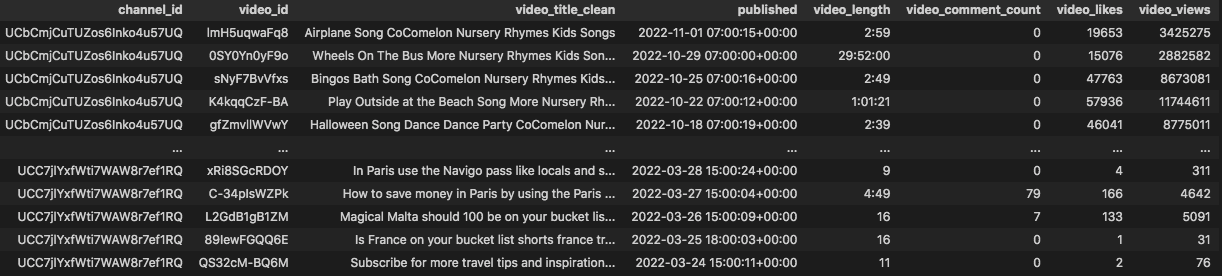 channel_id video_id video_title_clean published video_length video_comment_count video_likes video_views
UCbCmjCuTUZos6Inko4u57UQ lmH5uqwaFq8 Airplane Song CoComelon Nursery Rhymes Kids Songs 2022-11-01 07:00:15+00:00 2:59 0 19653 3425275
UCbCmjCuTUZos6Inko4u57UQ 0SY0Yn0yF9o Wheels On The Bus More Nursery Rhymes Kids Son... 2022-10-29 07:00:00+00:00 29:52:00 0 15076 2882582
UCbCmjCuTUZos6Inko4u57UQ sNyF7BvVfxs Bingos Bath Song CoComelon Nursery Rhymes Kids... 2022-10-25 07:00:16+00:00 2:49 0 47763 8673081
UCbCmjCuTUZos6Inko4u57UQ K4kqqCzF-BA Play Outside at the Beach Song More Nursery Rh... 2022-10-22 07:00:12+00:00 1:01:21 0 57936 11744611
UCbCmjCuTUZos6Inko4u57UQ gfZmvIlWVwY Halloween Song Dance Dance Party CoComelon Nur... 2022-10-18 07:00:19+00:00 2:39 0 46041 8775011
... ... ... ... ... ... ... ...
UCC7jlYxfWti7WAW8r7ef1RQ xRi8SGcRDOY In Paris use the Navigo pass like locals and s... 2022-03-28 15:00:24+00:00 9 0 4 311
UCC7jlYxfWti7WAW8r7ef1RQ C-34pIsWZPk How to save money in Paris by using the Paris ... 2022-03-27 15:00:04+00:00 4:49 79 166 4642
UCC7jlYxfWti7WAW8r7ef1RQ L2GdB1gB1ZM Magical Malta should 100 be on your bucket lis... 2022-03-26 15:00:09+00:00 16 7 133 5091
UCC7jlYxfWti7WAW8r7ef1RQ 89IewFGQQ6E Is France on your bucket list shorts france tr... 2022-03-25 18:00:03+00:00 16 0 1 31
UCC7jlYxfWti7WAW8r7ef1RQ QS32cM-BQ6M Subscribe for more travel tips and inspiration... 2022-03-24 15:00:11+00:00 11 0 2 76